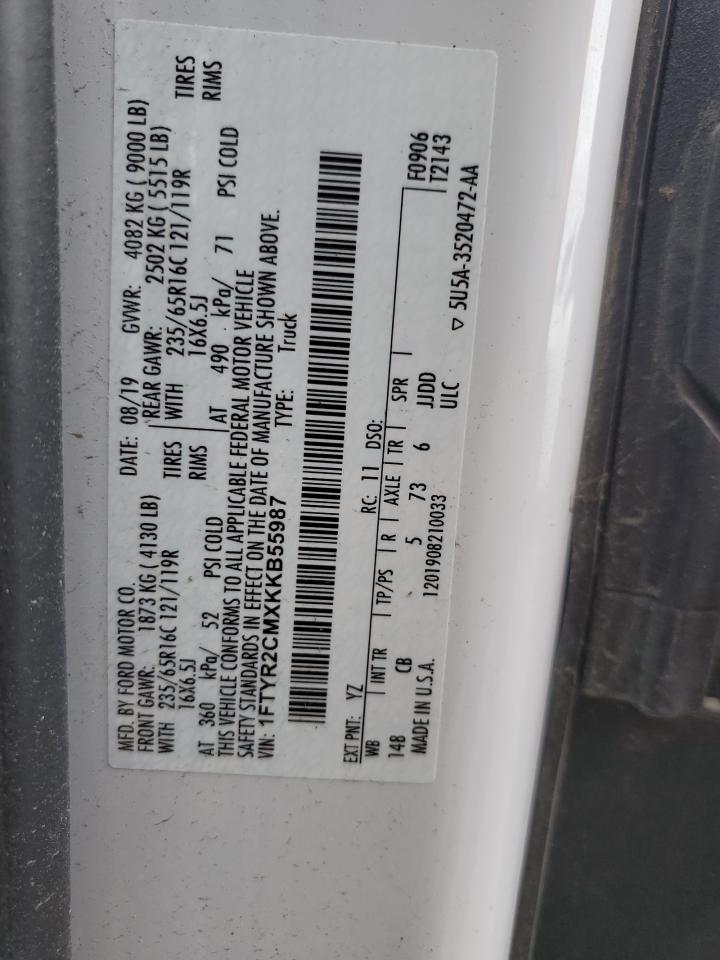 MFD. BY FORD MOTOR CO.
DATE: 08/19 GVWR: 4082 KG ( 9000 LB)
FRONT GAWR: 1873 KG ( 4130 LB) REAR GAWR: 2502 KG ( 5515 LB)
WITH 235/65R16C 121/119R TIRES WITH 235/65R16C 121/119R TIRES
16X6.5J RIMS 16X6.5J RIMS
AT 360 kPa/ 52 PSI COLD AT 490 kPa/ 71 PSI COLD
THIS VEHICLE CONFORMS TO ALL APPLICABLE FEDERAL MOTOR VEHICLE
SAFETY STANDARDS IN EFFECT ON THE DATE OF MANUFACTURE SHOWN ABOVE.
VIN: 1FTYR2CMXKKB55987 TYPE: Truck
EXT PNT: YZ RC: 11 DSO:
WB INT TR TP/PS R AXLE TR SPR F0906
148 CB 5 73 6 JJDD T2143
MADE IN U.S.A. 1201908210033 ULC
▽ 5U5A-3520472-AA